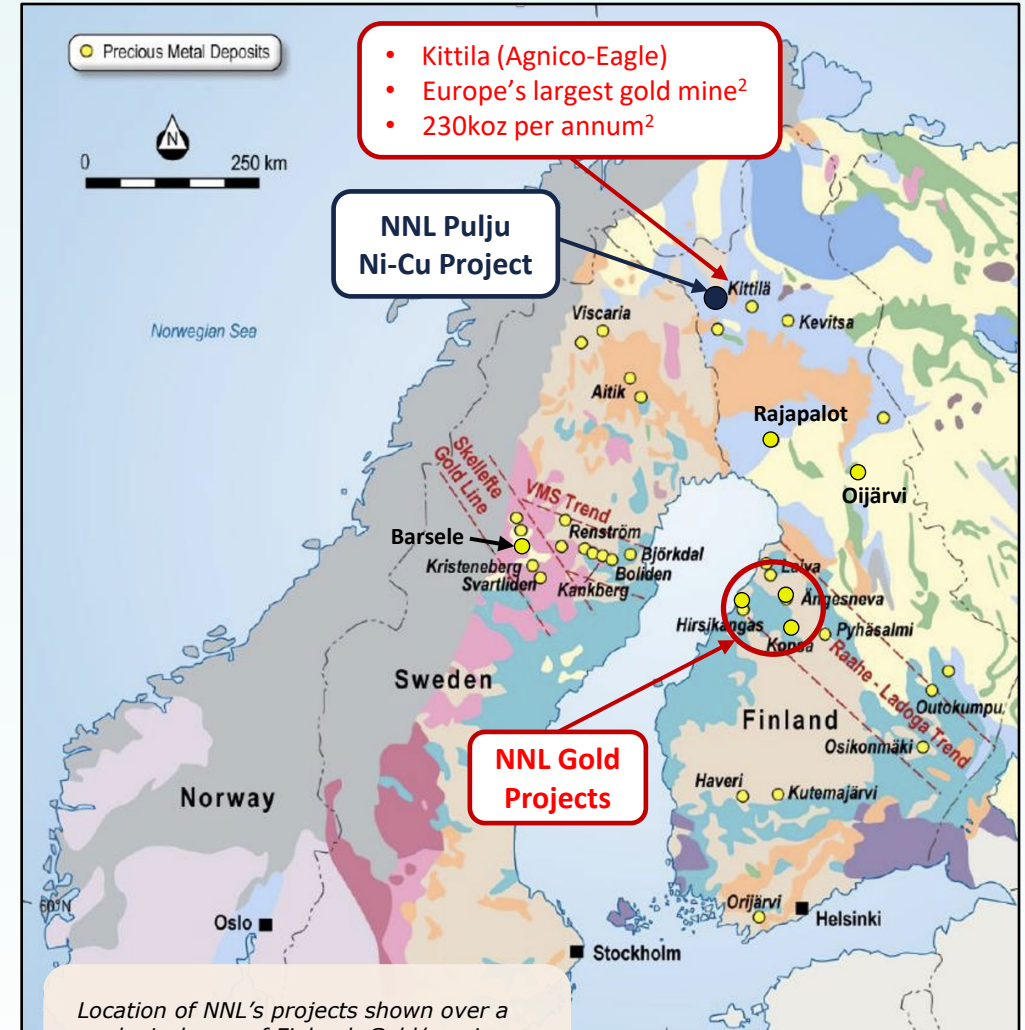 Precious Metal Deposits
• Kittila (Agnico-Eagle)
• Europe's largest gold mine2
• 230koz per annum2
N
0 250 km
NNL Pulju
Ni-Cu Project
Kittilä
Kevitsa
Viscaria
Norwegian Sea
Aitik
Rajapalot
Oijärvi
Skellefte
Gold Line
VMS Trend
Barsele
Renström
Björkdal
Kristeneberg
Boliden
Svartliden
Kankberg
Laiva
Ängesneva
Hirsikangas
Pyhäsalmi
Kopsa
Raahe - Ladoga Trend
Sweden
Outokumpu
Finland
Osikonmäki
NNL Gold
Projects
Haveri
Kutemajärvi
Norway
60°N
Orijärvi
Helsinki
Oslo
Stockholm
Location of NNL's projects shown over a